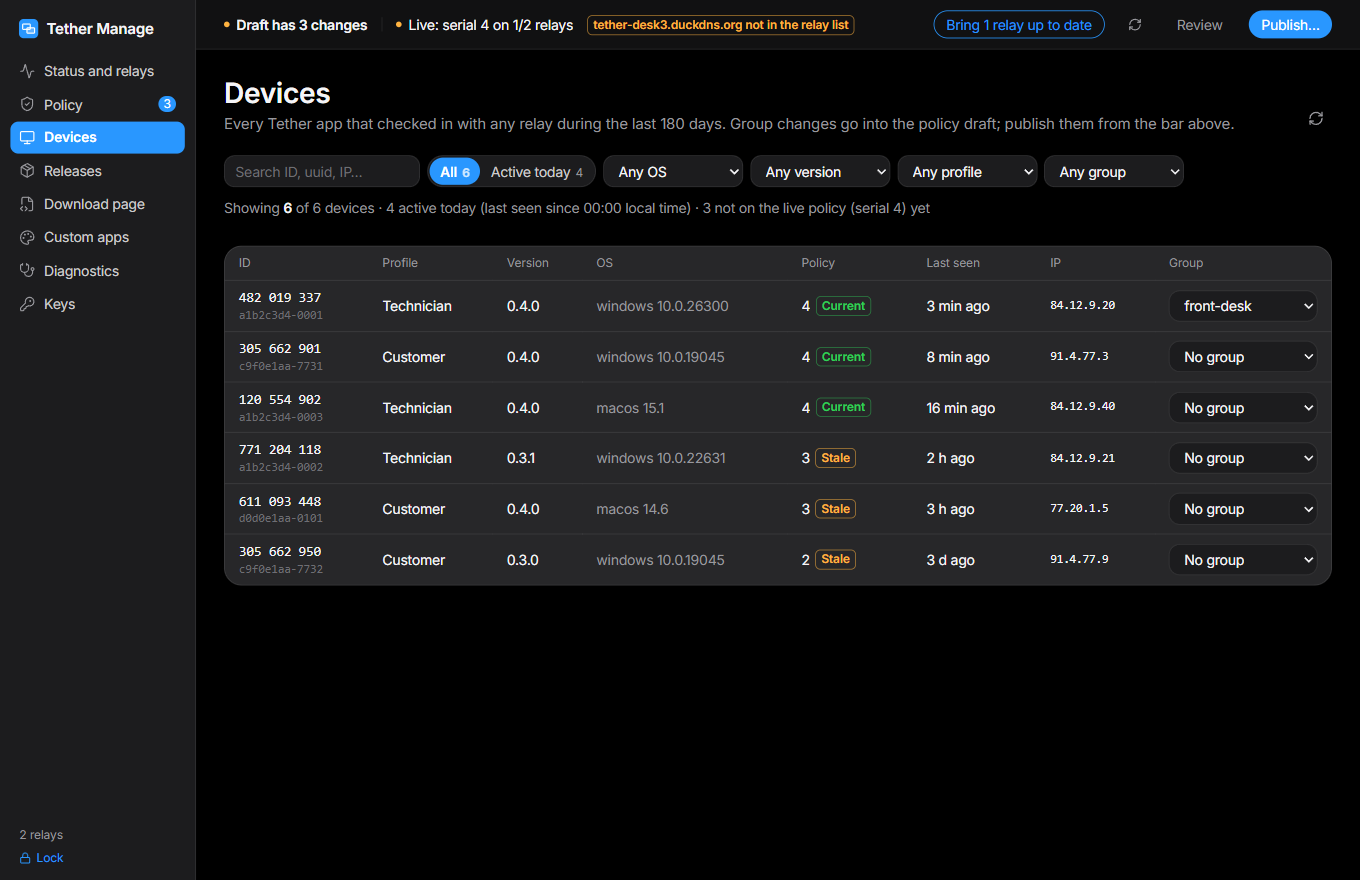 Tether Manage
Draft has 3 changes
Live: serial 4 on 1/2 relays
tether-desk3.duckdns.org not in the relay list
Bring 1 relay up to date
Review
Publish...
Status and relays
Policy 3
Devices
Releases
Download page
Custom apps
Diagnostics
Keys
2 relays
Lock
Devices
Every Tether app that checked in with any relay during the last 180 days. Group changes go into the policy draft; publish them from the bar above.
Search ID, uuid, IP... All 6 Active today 4 Any OS Any version Any profile Any group
Showing 6 of 6 devices · 4 active today (last seen since 00:00 local time) · 3 not on the live policy (serial 4) yet
ID Profile Version OS Policy Last seen IP Group
482 019 337 Technician 0.4.0 windows 10.0.26300 4 Current 3 min ago 84.12.9.20 front-desk
a1b2c3d4-0001
305 662 901 Customer 0.4.0 windows 10.0.19045 4 Current 8 min ago 91.4.77.3 No group
c9f0e1aa-7731
120 554 902 Technician 0.4.0 macos 15.1 4 Current 16 min ago 84.12.9.40 No group
a1b2c3d4-0003
771 204 118 Technician 0.3.1 windows 10.0.22631 3 Stale 2 h ago 84.12.9.21 No group
a1b2c3d4-0002
611 093 448 Customer 0.4.0 macos 14.6 3 Stale 3 h ago 77.20.1.5 No group
d0d0e1aa-0101
305 662 950 Customer 0.3.0 windows 10.0.19045 2 Stale 3 d ago 91.4.77.9 No group
c9f0e1aa-7732